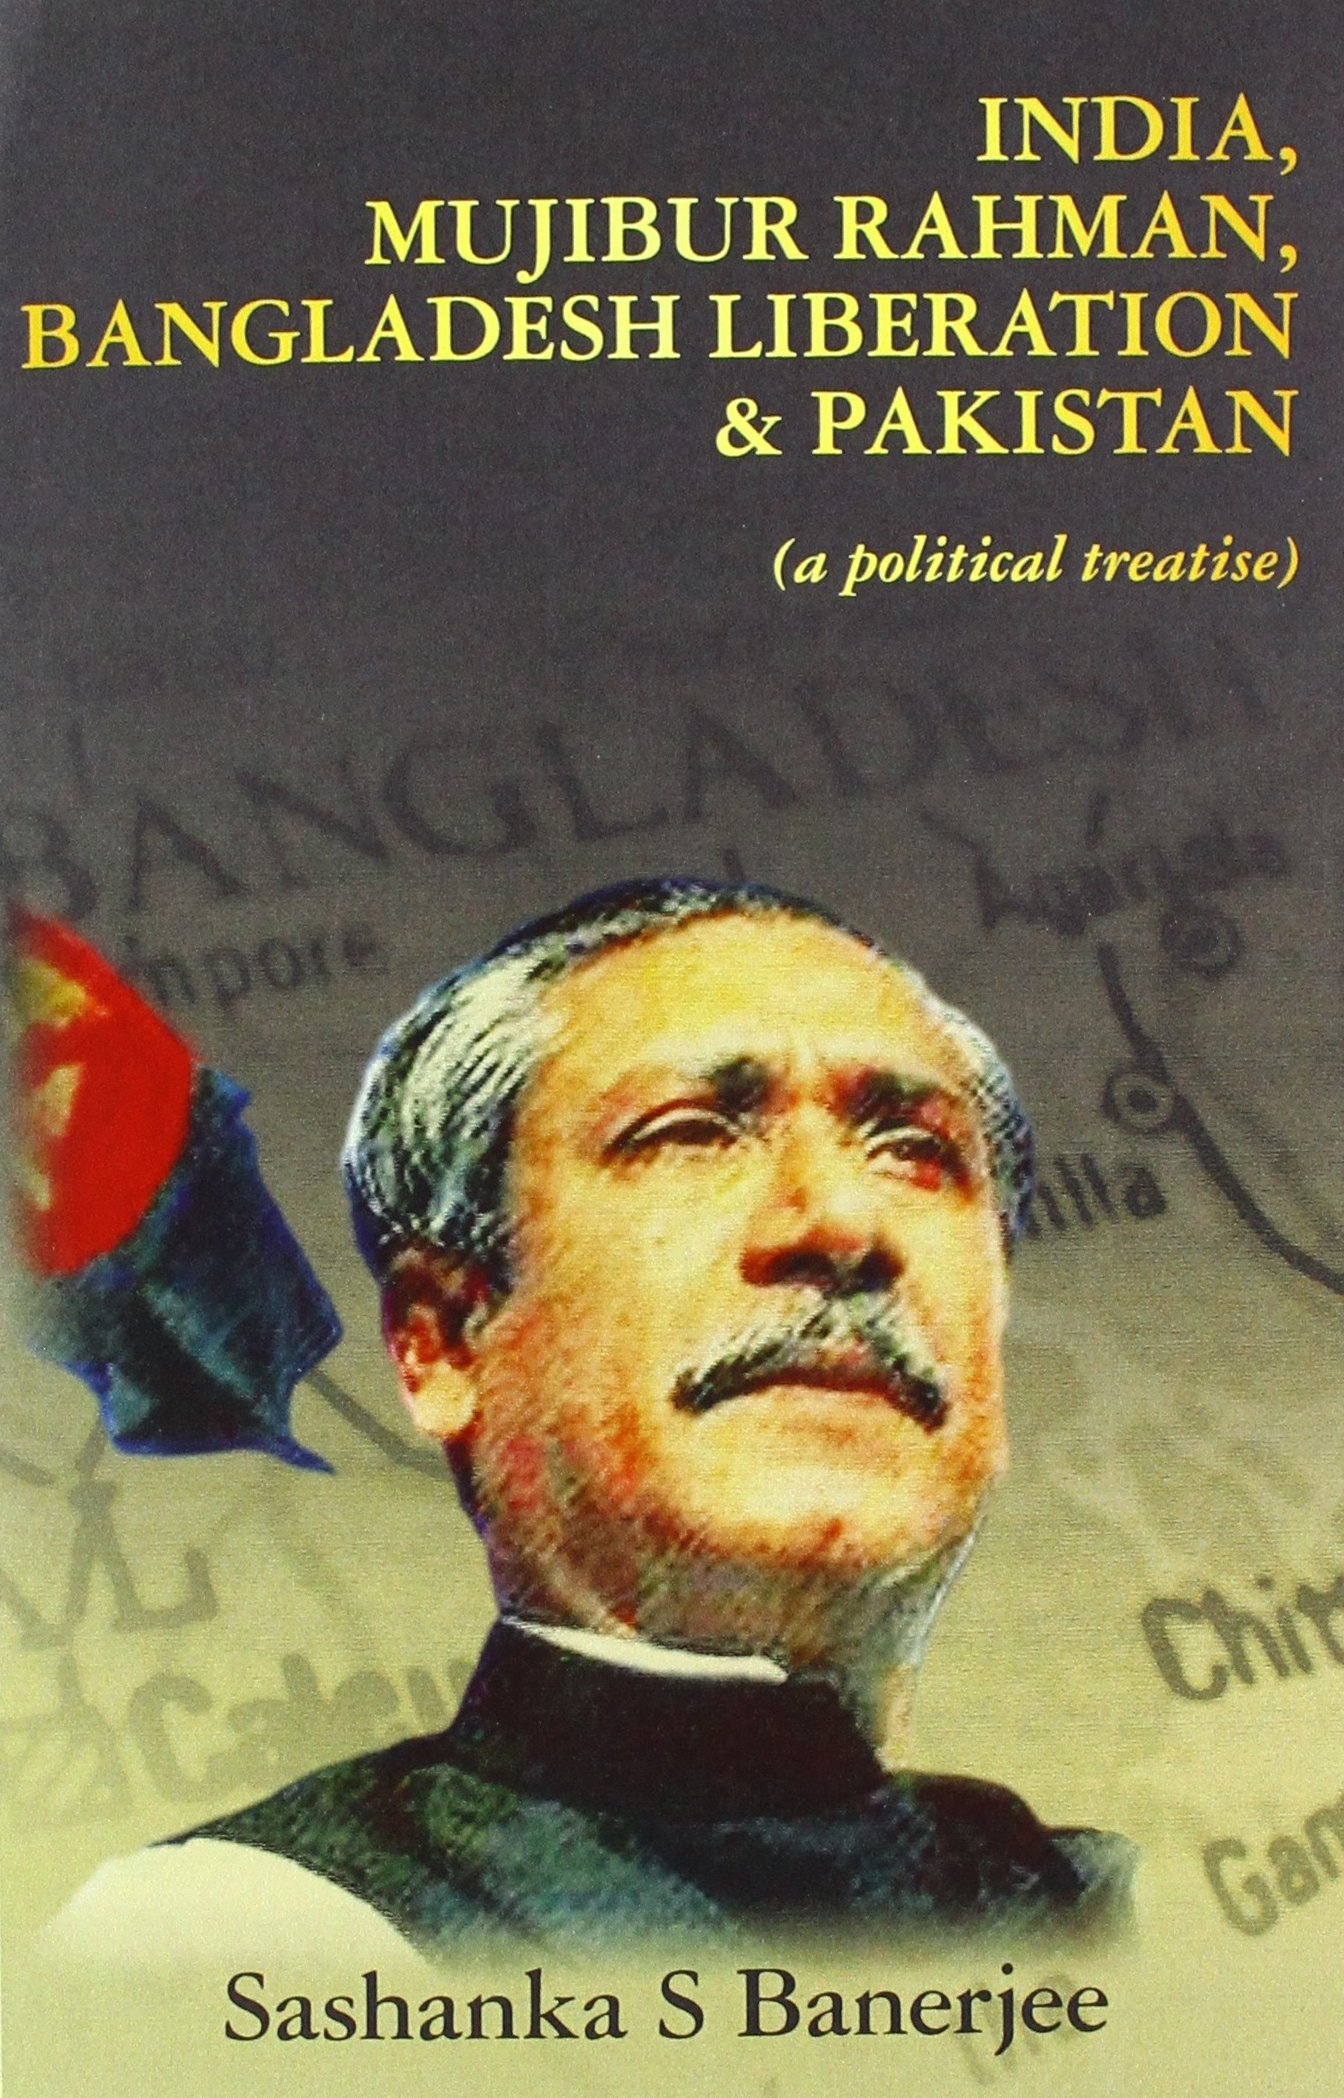 INDIA,
MUJIBUR RAHMAN,
BANGLADESH LIBERATION
& PAKISTAN
(a political treatise)
BANGLADESH
Sashanka S Banerjee